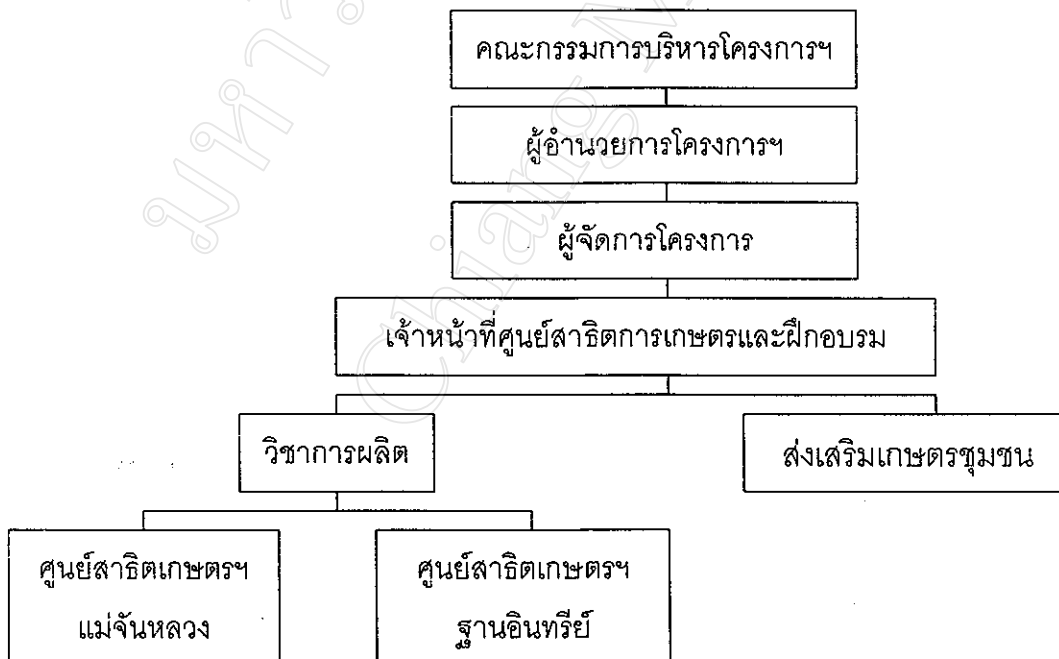 คณะกรรมการบริหารโครงการฯ
ผู้อำนวยการโครงการฯ
ผู้จัดการโครงการ
เจ้าหน้าที่ศูนย์สาธิตการเกษตรและฝึกอบรม
วิชาการผลิต
ส่งเสริมเกษตรชุมชน
ศูนย์สาธิตเกษตรฯ
แม่จันหลวง
ศูนย์สาธิตเกษตรฯ
ฐานอินทรีย์
Chiang